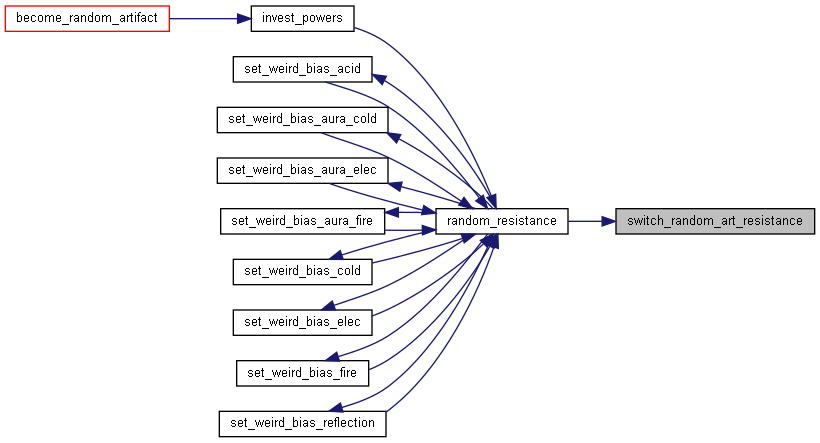 become_random_artifact
invest_powers
set_weird_bias_acid
set_weird_bias_aura_cold
set_weird_bias_aura_elec
set_weird_bias_aura_fire
random_resistance
switch_random_art_resistance
set_weird_bias_cold
set_weird_bias_elec
set_weird_bias_fire
set_weird_bias_reflection